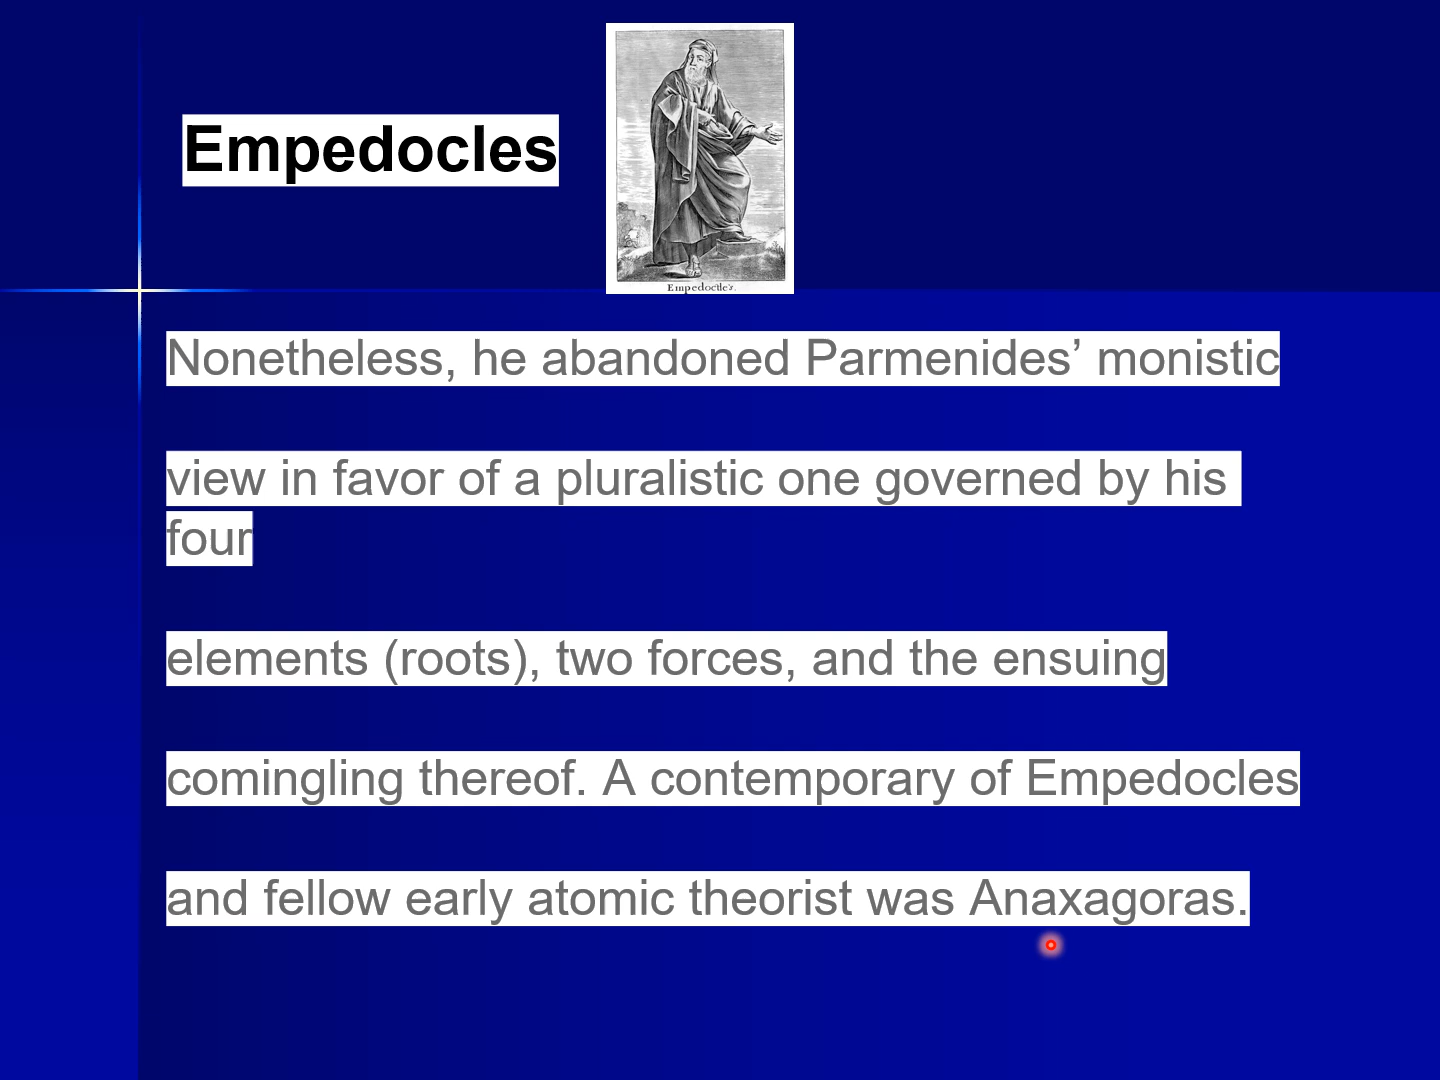 Empedocles
Empedocle's.
Nonetheless, he abandoned Parmenides’ monistic
view in favor of a pluralistic one governed by his
four
elements (roots), two forces, and the ensuing
comingling thereof. A contemporary of Empedocles
and fellow early atomic theorist was Anaxagoras.